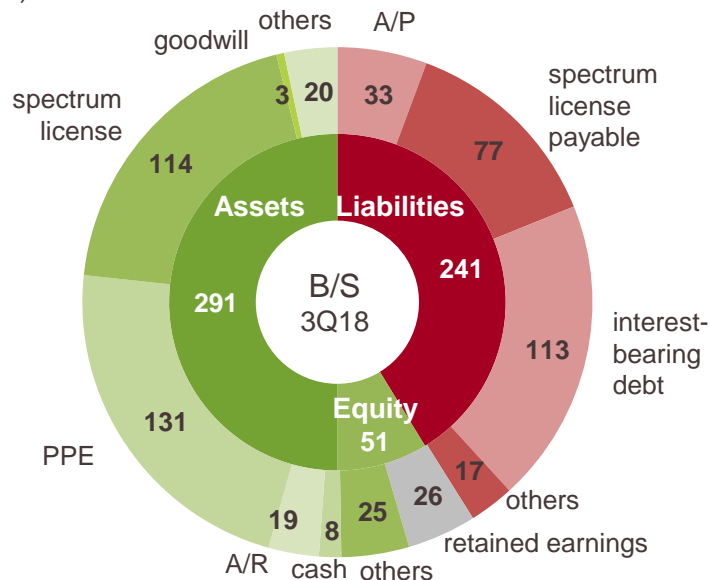 )
others
A/P
goodwill
spectrum
license
spectrum
license
payable
3
20
33
77
114
Assets
Liabilities
291
B/S
3Q18
241
interest-
bearing
debt
113
Equity
51
131
PPE
17
others
26
retained earnings
25
others
8
cash
19
A/R